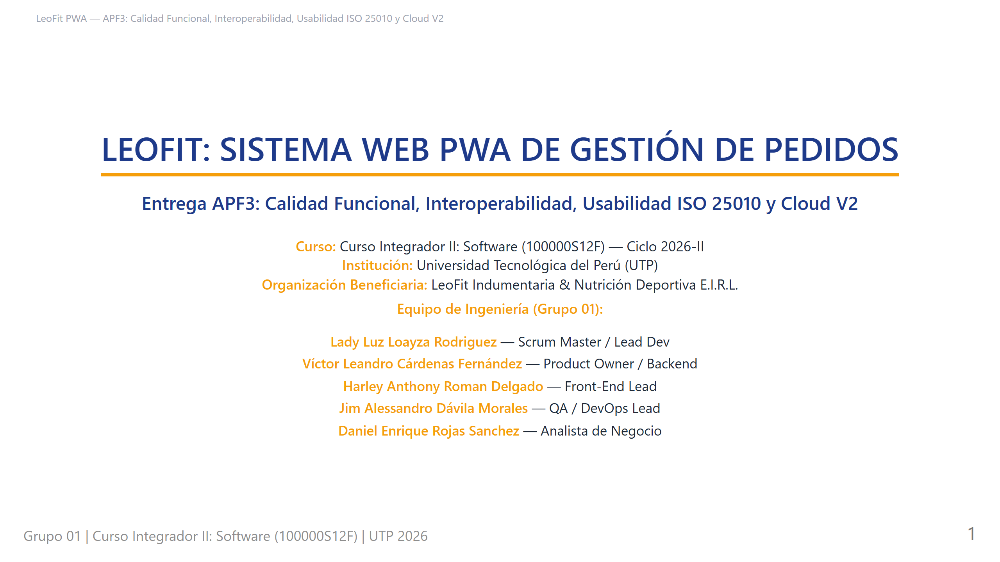 LeoFit PWA — APF3: Calidad Funcional, Interoperabilidad, Usabilidad ISO 25010 y Cloud V2
LEOFIT: SISTEMA WEB PWA DE GESTIÓN DE PEDIDOS
Entrega APF3: Calidad Funcional, Interoperabilidad, Usabilidad ISO 25010 y Cloud V2
Curso: Curso Integrador II: Software (100000S12F) — Ciclo 2026-II
Institución: Universidad Tecnológica del Perú (UTP)
Organización Beneficiaria: LeoFit Indumentaria & Nutrición Deportiva E.I.R.L.
Equipo de Ingeniería (Grupo 01):
Lady Luz Loayza Rodriguez — Scrum Master / Lead Dev
Víctor Leandro Cárdenas Fernández — Product Owner / Backend
Harley Anthony Roman Delgado — Front-End Lead
Jim Alessandro Dávila Morales — QA / DevOps Lead
Daniel Enrique Rojas Sanchez — Analista de Negocio
Grupo 01 | Curso Integrador II: Software (100000S12F) | UTP 2026
1